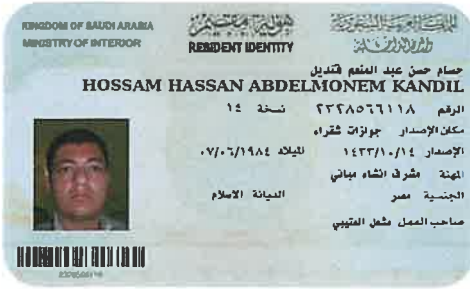 KINGDOM OF SAUDI ARABIA
MINISTRY OF INTERIOR
هوية مقيم
RESIDENT IDENTITY
المملكة العربية السعودية
وزارة الداخلية
حسام حسن عبد المنعم قنديل
HOSSAM HASSAN ABDELMONEM KANDIL
الرقم ٢٣٢٨٥٦٦١١٨ نسخة ١٤
مكان الإصدار جوازات شقراء
الإصدار ١٤٣٣/١٠/١٤ الميلاد ٠٧/٠٦/١٩٨٤
المهنة مشرف انشاء مباني
الجنسية مصر الديانة الاسلام
صاحب العمل مشعل العتيبي